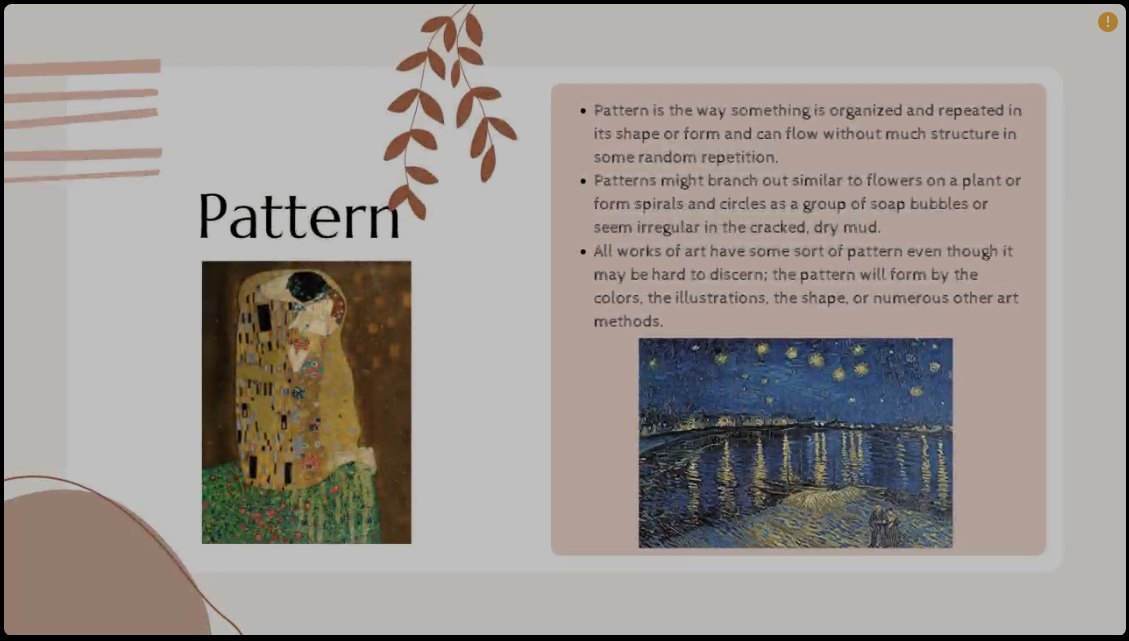 Pattern
• Pattern is the way something is organized and repeated in
its shape or form and can flow without much structure in
some random repetition.
• Patterns might branch out similar to flowers on a plant or
form spirals and circles as a group of soap bubbles or
seem irregular in the cracked, dry mud.
• All works of art have some sort of pattern even though it
may be hard to discern; the pattern will form by the
colors, the illustrations, the shape, or numerous other art
methods.